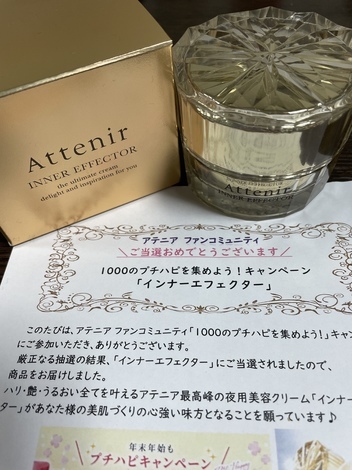 Attenir
INNER EFFECTOR
the ultimate cream
delight and inspiration for you
Attenir
INNER EFFECTOR
アテニア ファンコミュニティ
＼ご当選おめでとうございます／
1000のプチハピを集めよう！キャンペーン
「インナーエフェクター」
このたびは、アテニア ファンコミュニティ「1000のプチハピを集めよう！」キャン
にご参加いただき、ありがとうございます。
厳正なる抽選の結果、「インナーエフェクター」にご当選されましたので、
商品をお届けしました。
ハリ・艶・うるおい全てを叶えるアテニア最高峰の夜用美容クリーム「インナー
ター」があなた様の美肌づくりの心強い味方となることを願っています♪
年末年始も
プチハピキャンペーン